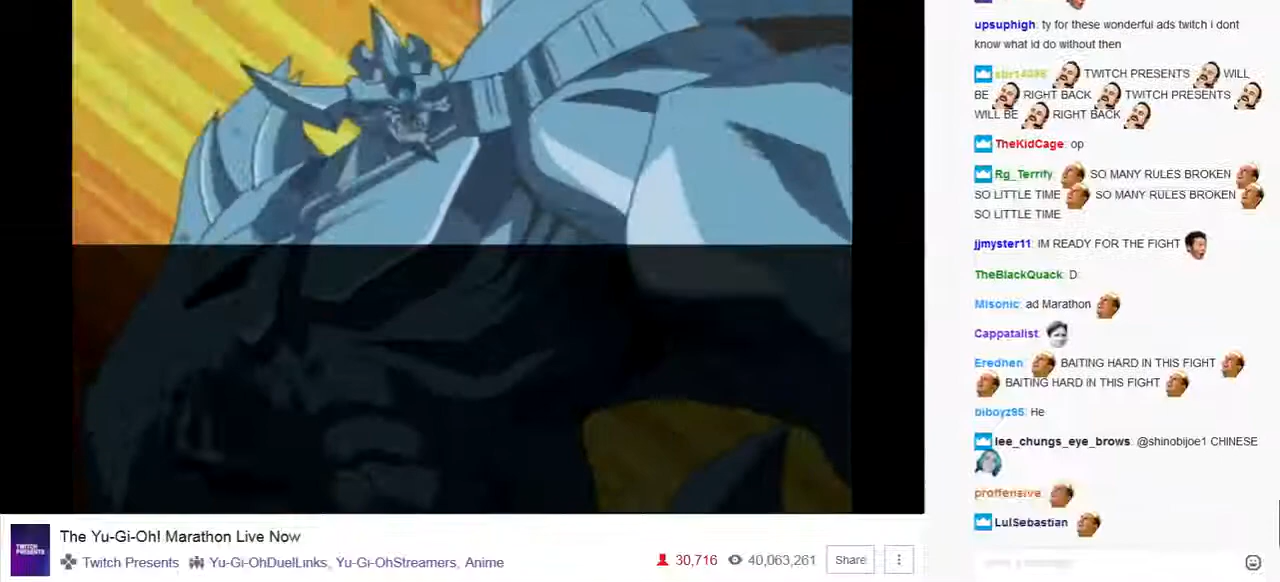 upsuphigh: ty for these wonderful ads twitch i dont
know what id do without then
TWITCH PRESENTS WILL
BE RIGHT BACK TWITCH PRESENTS
WILL BE RIGHT BACK
TheKidCage: op
Rg_Terrify: SO MANY RULES BROKEN
SO LITTLE TIME SO MANY RULES BROKEN
SO LITTLE TIME
jjmyster11: IM READY FOR THE FIGHT
TheBlackQuack: D
Misonic: ad Marathon
Cappatalist:
Erednen: BAITING HARD IN THIS FIGHT
BAITING HARD IN THIS FIGHT
biboyz95: He
lee_chungs_eye_brows: @shinobijoe1 CHINESE
proffensive:
LulSebastian
TWITCH
PRESENTS
The Yu-Gi-Oh! Marathon Live Now
Twitch Presents Yu-Gi-OhDuelLinks, Yu-Gi-OhStreamers, Anime
30,716 40,063,261 Share